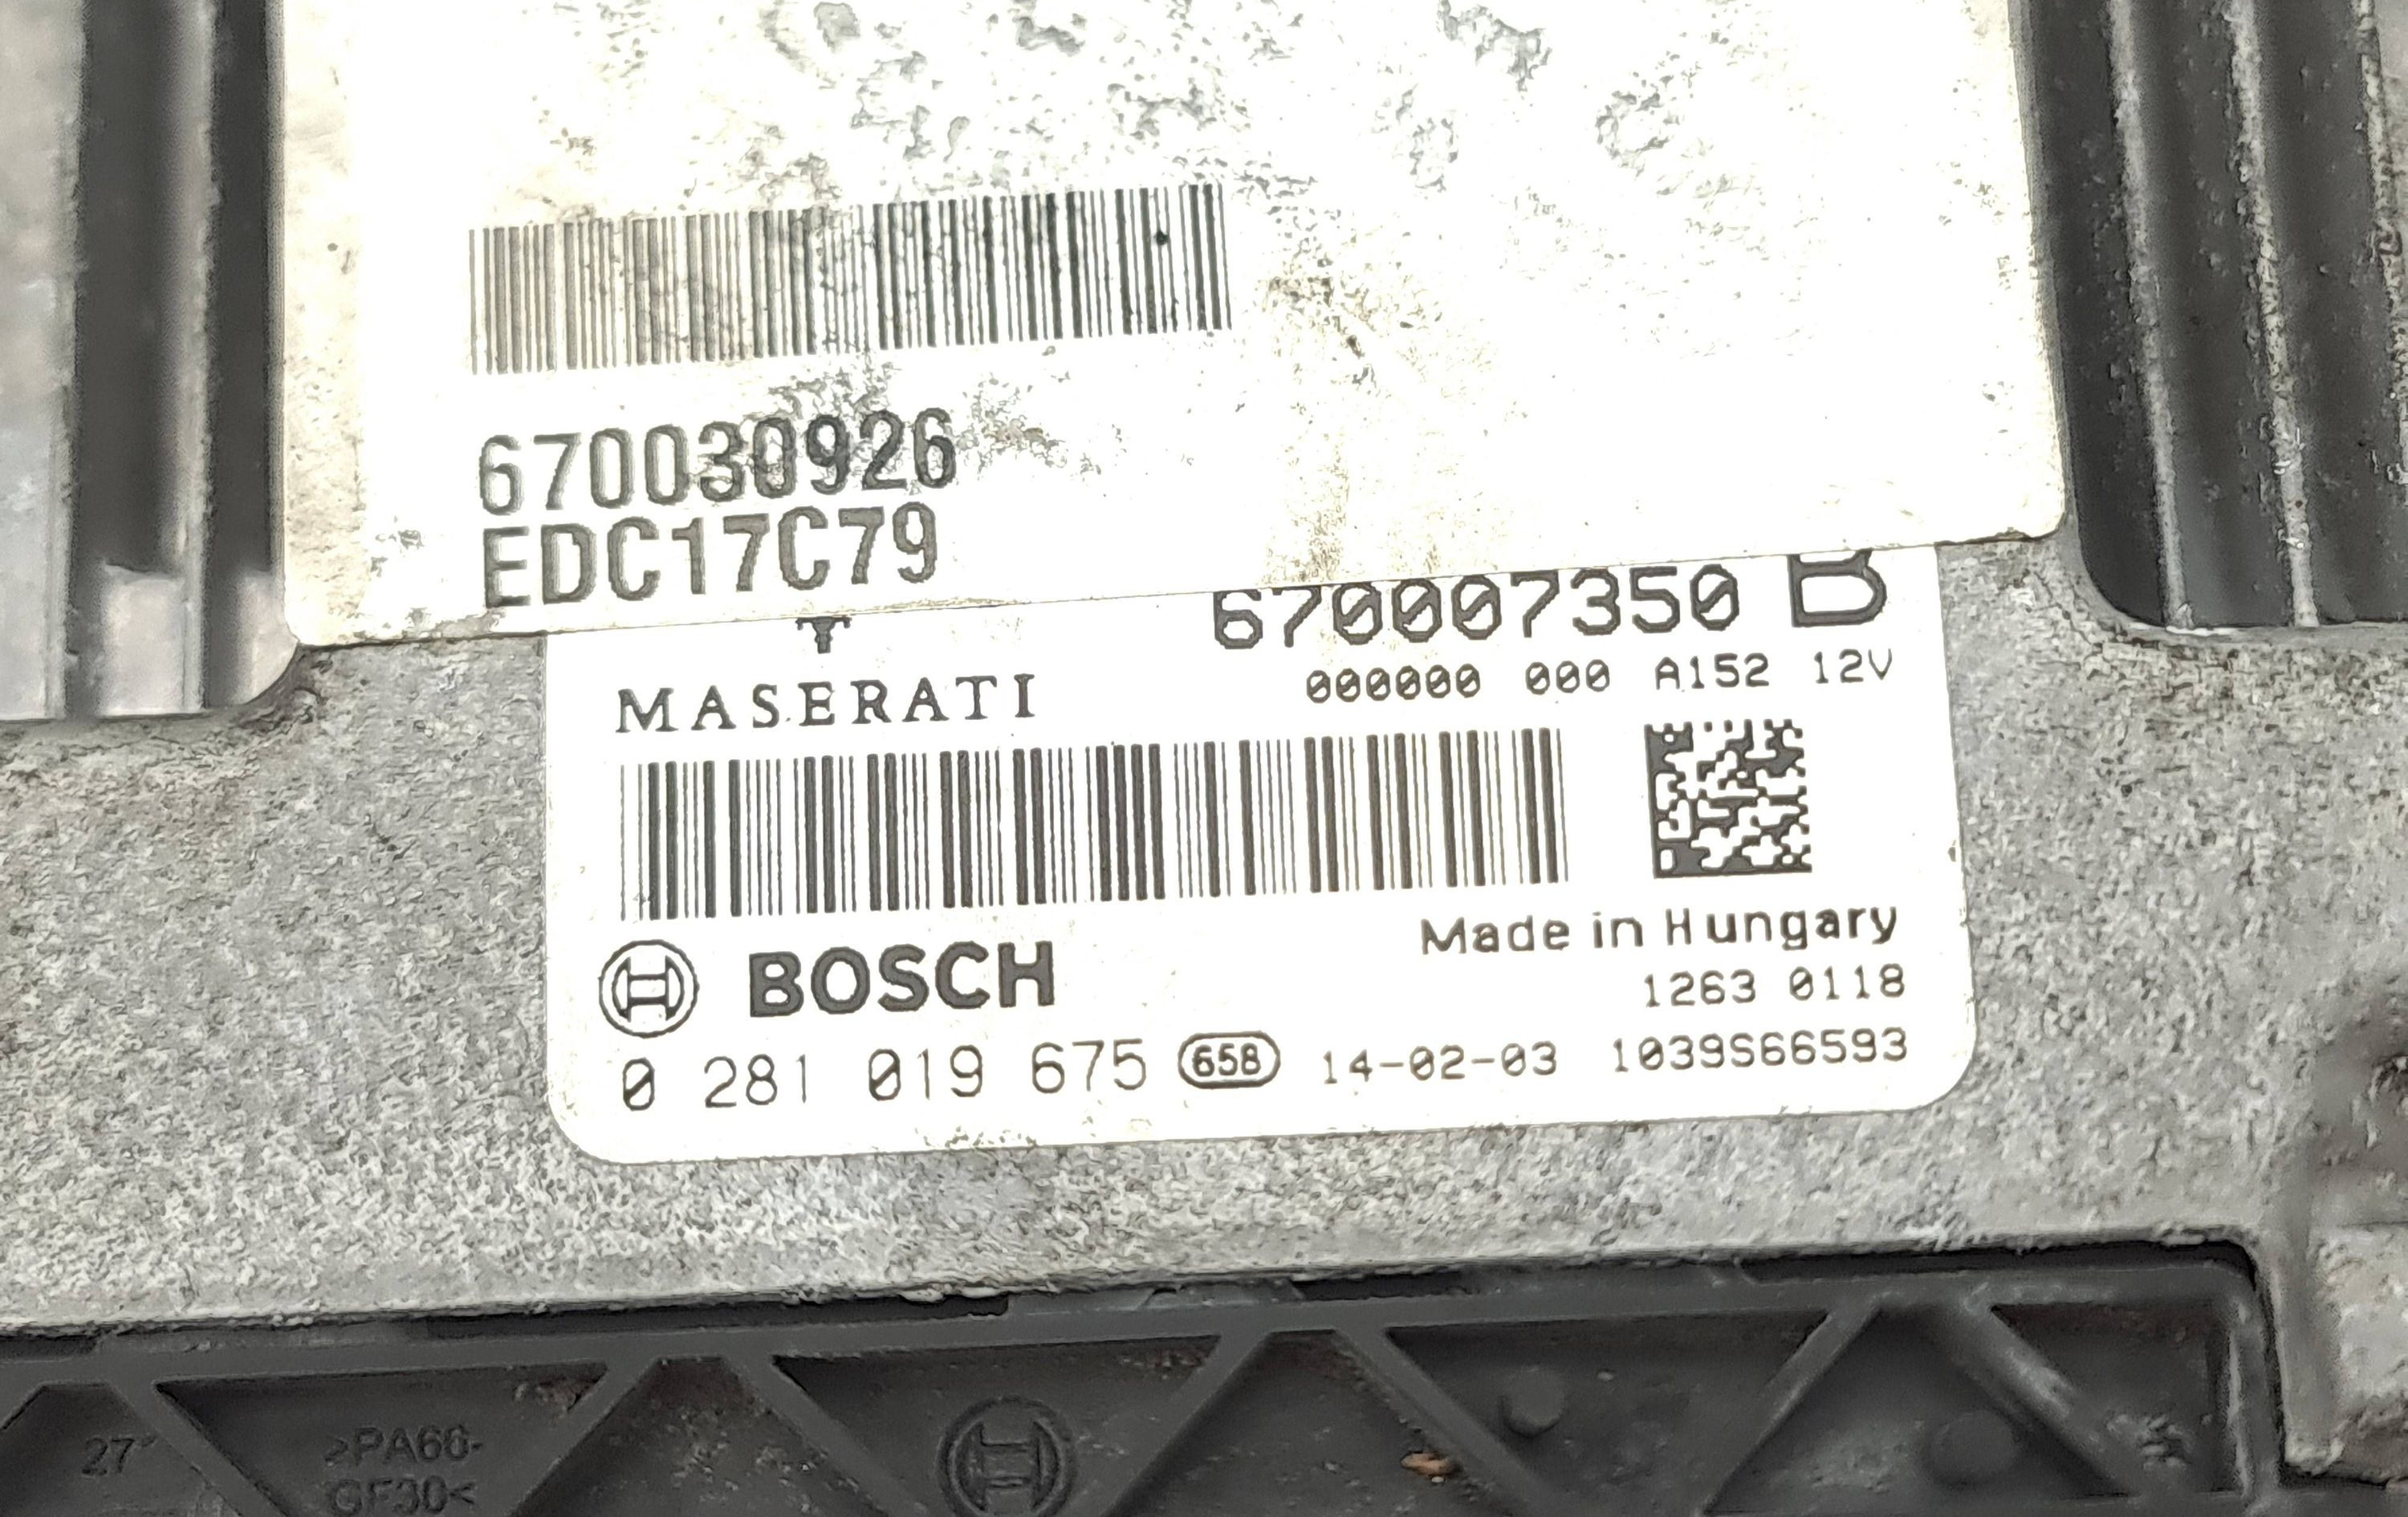 670030926
EDC17C79
670007350 B
MASERATI
000000 000 A152 12V
Made in Hungary
BOSCH
1263 0118
0 281 019 675 658 14-02-03 1039S66593
27
>PA66-
GF30<